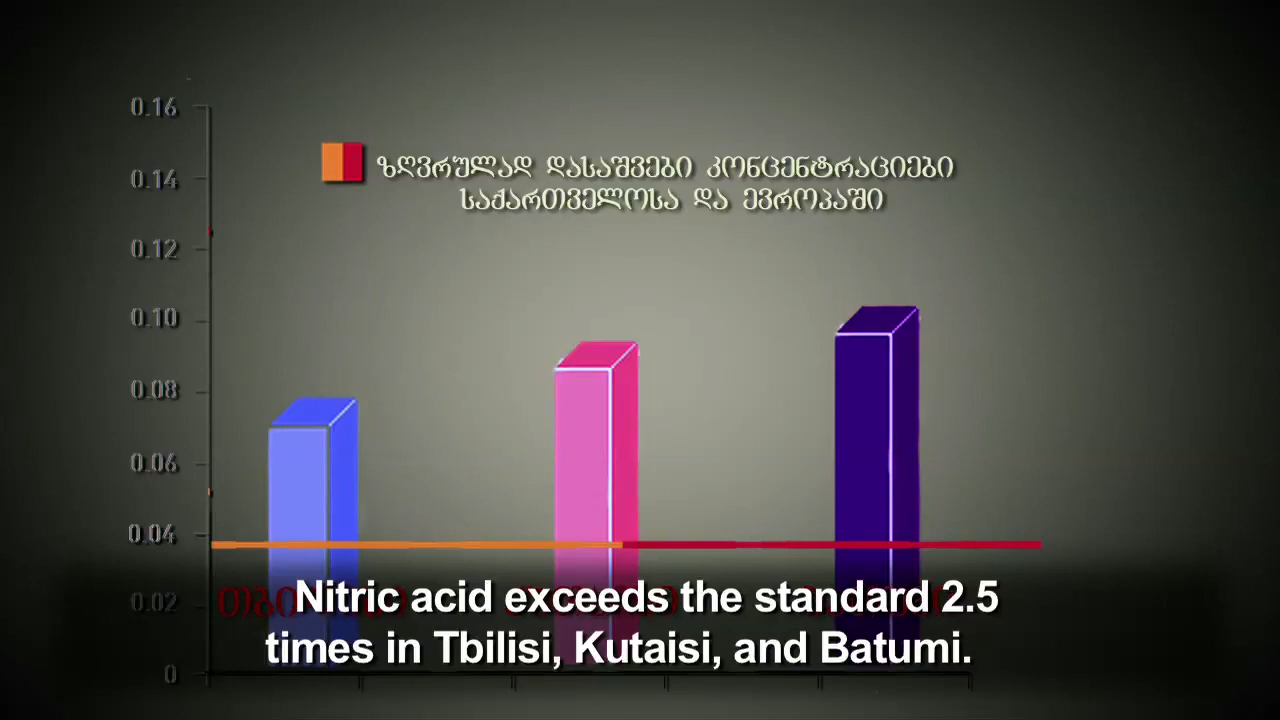 0.16
ზღვრულად დასაშვები კონცენტრაციები
0.14
საქართველოსა და ევროპაში
0.12
0.10
0.08
0.06
0.04
0.02
Nitric acid exceeds the standard 2.5
times in Tbilisi, Kutaisi, and Batumi.
0